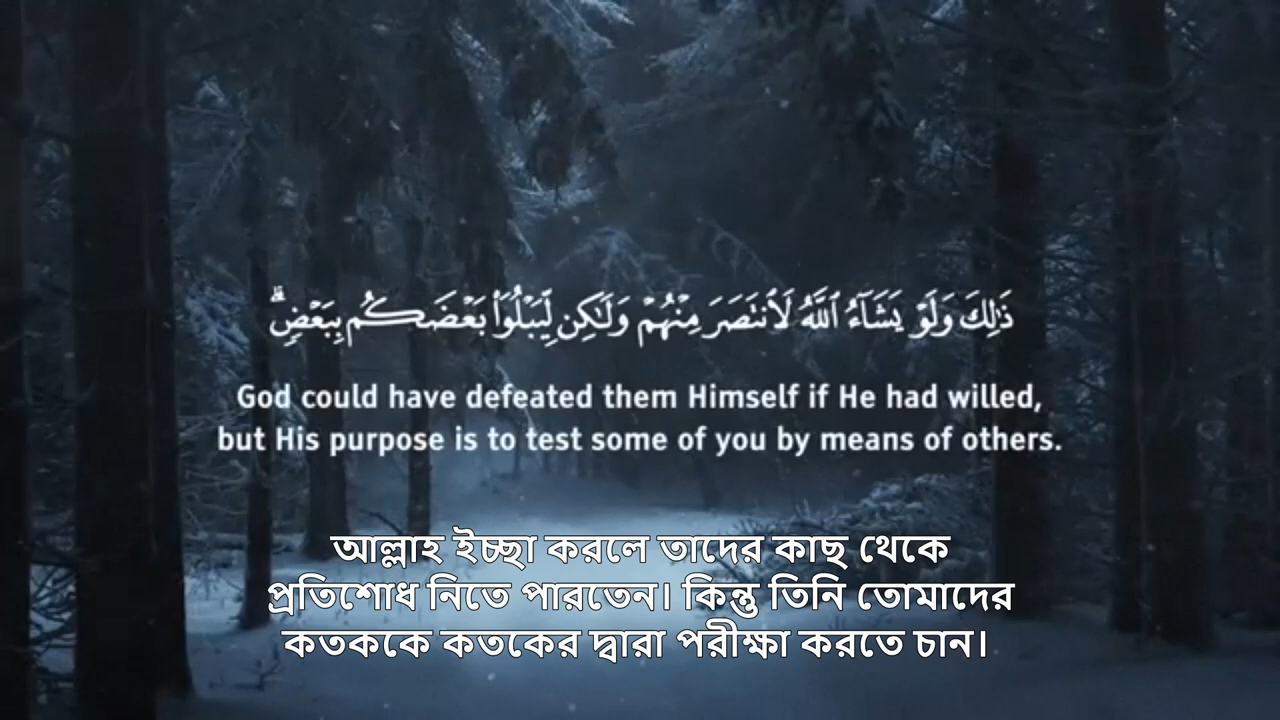 ذَٰلِكَ وَلَوۡ يَشَآءُ ٱللَّهُ لَٱنتَصَرَ مِنۡهُمۡ وَلَٰكِن لِّيَبۡلُوَاْ بَعۡضَكُم بِبَعۡضٖۗ
God could have defeated them Himself if He had willed,
but His purpose is to test some of you by means of others.
আল্লাহ ইচ্ছা করলে তাদের কাছ থেকে
প্রতিশোধ নিতে পারতেন। কিন্তু তিনি তোমাদের
কতককে কতকের দ্বারা পরীক্ষা করতে চান।